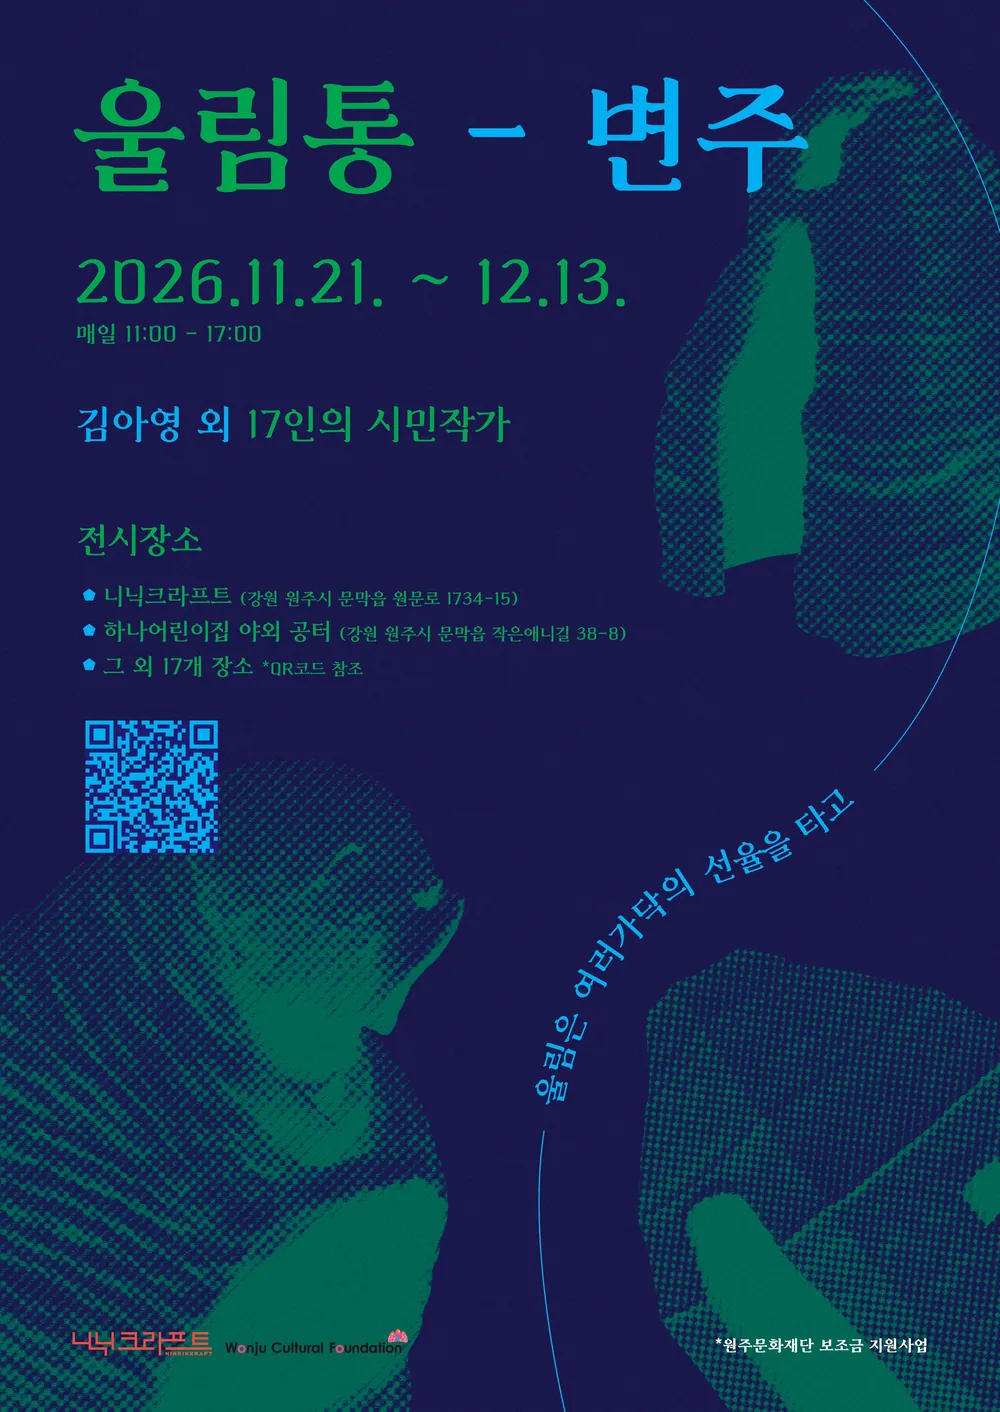 울림통 - 변주
2026.11.21. ~ 12.13.
매일 11:00 - 17:00
김아영 외 17인의 시민작가
전시장소
니닉크라프트 (강원 원주시 문막읍 원문로 1734-15)
하나어린이집 야외 공터 (강원 원주시 문막읍 작은애니길 38-8)
그 외 17개 장소 *QR코드 참조
울림은 여러가닥의 선율을 타고
니닉크라프트
NINNIKKRAFT
Wonju Cultural Foundation
*원주문화재단 보조금 지원사업